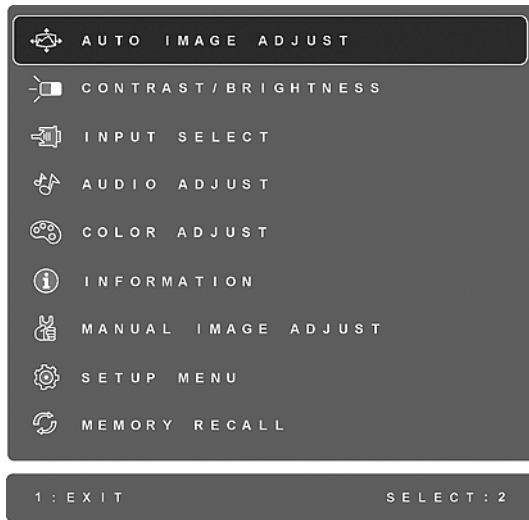 AUTO IMAGE ADJUST
CONTRAST/BRIGHTNESS
INPUT SELECT
AUDIO ADJUST
COLOR ADJUST
INFORMATION
MANUAL IMAGE ADJUST
SETUP MENU
MEMORY RECALL
1:EXIT SELECT:2